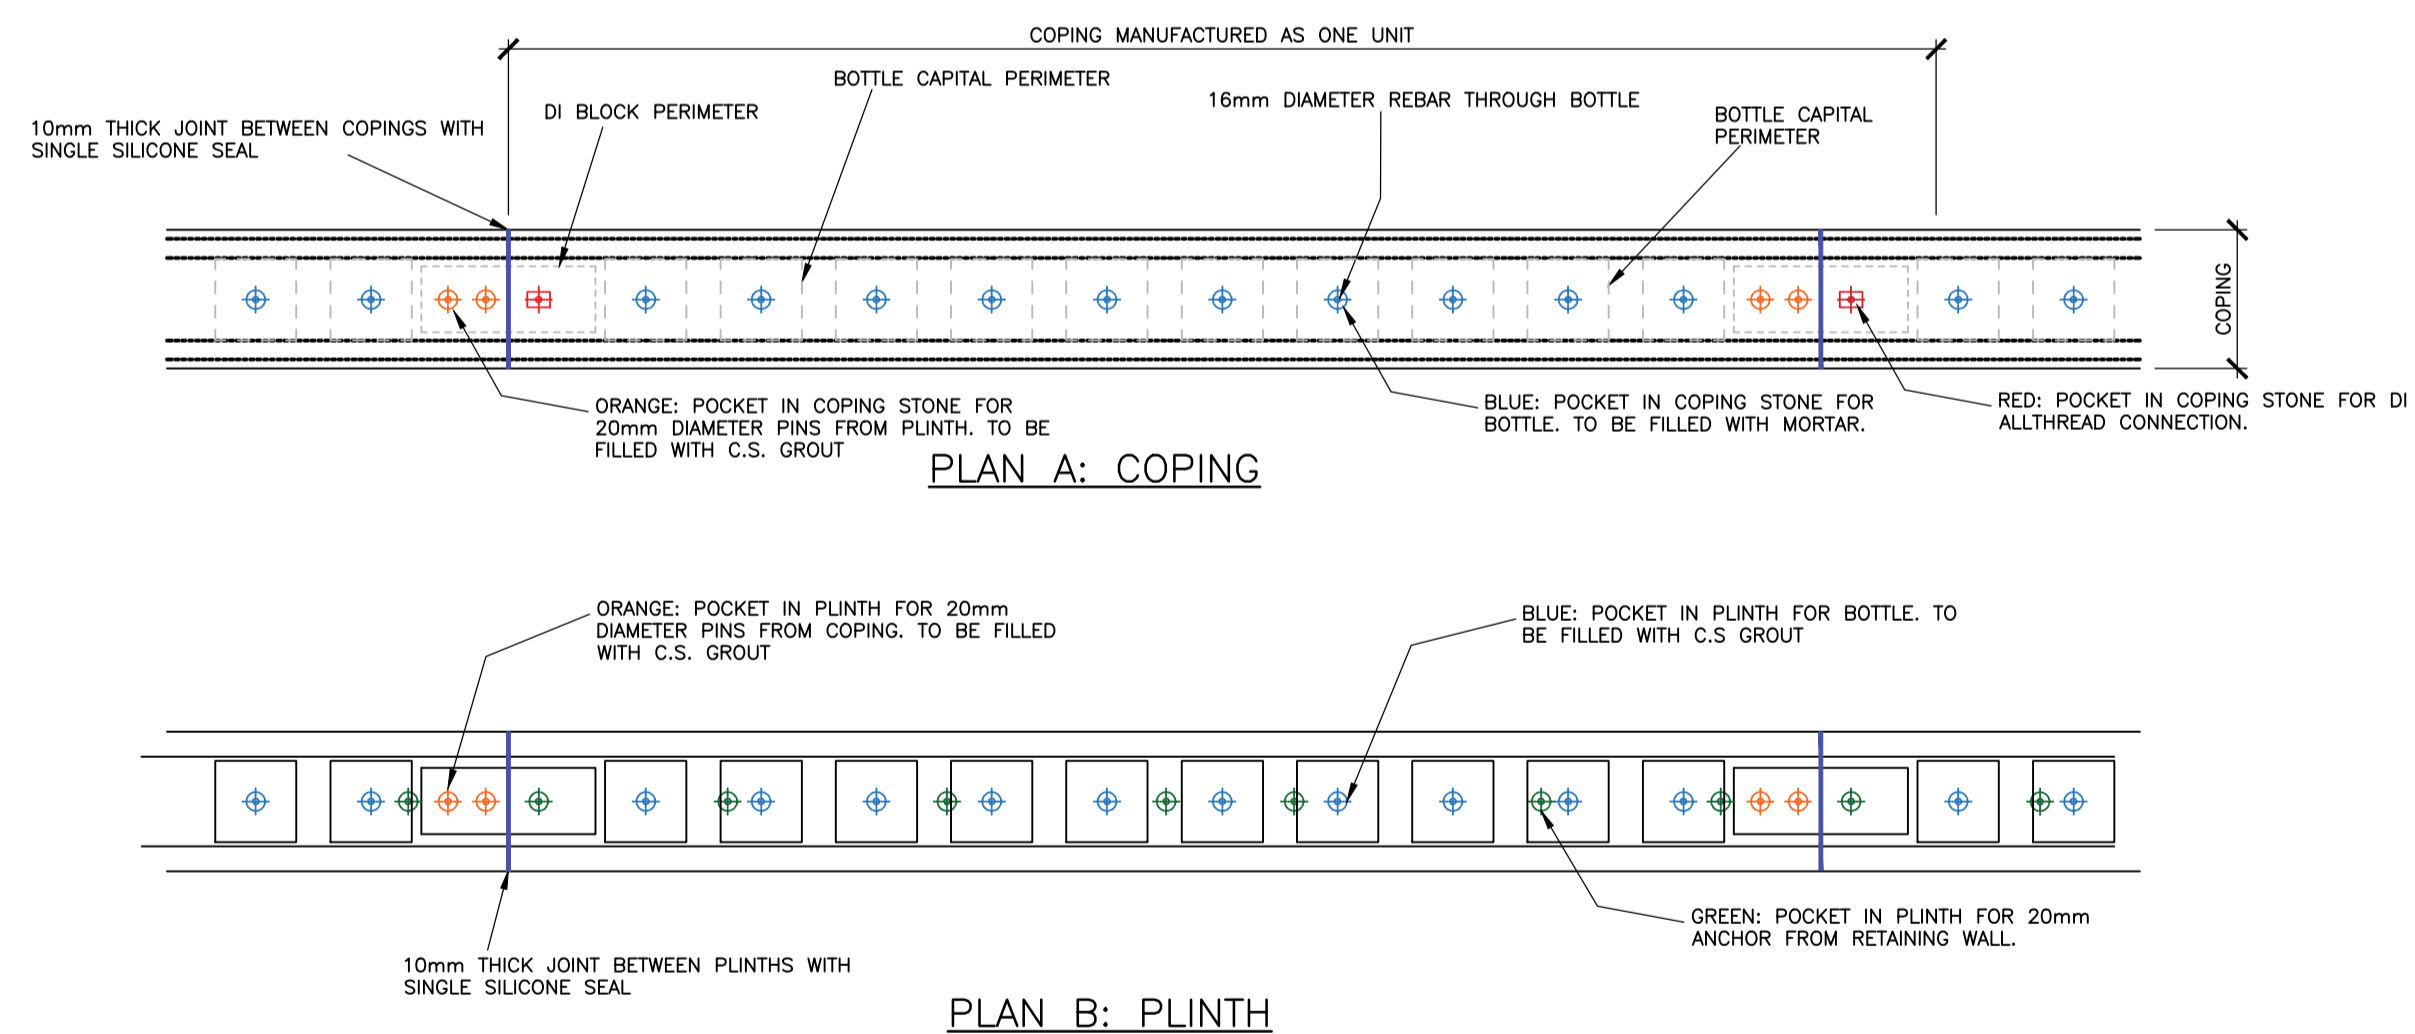 COPING MANUFACTURED AS ONE UNIT
BOTTLE CAPITAL PERIMETER
DI BLOCK PERIMETER
16mm DIAMETER REBAR THROUGH BOTTLE
BOTTLE CAPITAL
PERIMETER
10mm THICK JOINT BETWEEN COPINGS WITH
SINGLE SILICONE SEAL
COPING
ORANGE: POCKET IN COPING STONE FOR
20mm DIAMETER PINS FROM PLINTH. TO BE
FILLED WITH C.S. GROUT
BLUE: POCKET IN COPING STONE FOR
BOTTLE. TO BE FILLED WITH MORTAR.
RED: POCKET IN COPING STONE FOR DI
ALLTHREAD CONNECTION.
PLAN A: COPING
ORANGE: POCKET IN PLINTH FOR 20mm
DIAMETER PINS FROM COPING. TO BE FILLED
WITH C.S. GROUT
BLUE: POCKET IN PLINTH FOR BOTTLE. TO
BE FILLED WITH C.S GROUT
GREEN: POCKET IN PLINTH FOR 20mm
ANCHOR FROM RETAINING WALL.
10mm THICK JOINT BETWEEN PLINTHS WITH
SINGLE SILICONE SEAL
PLAN B: PLINTH